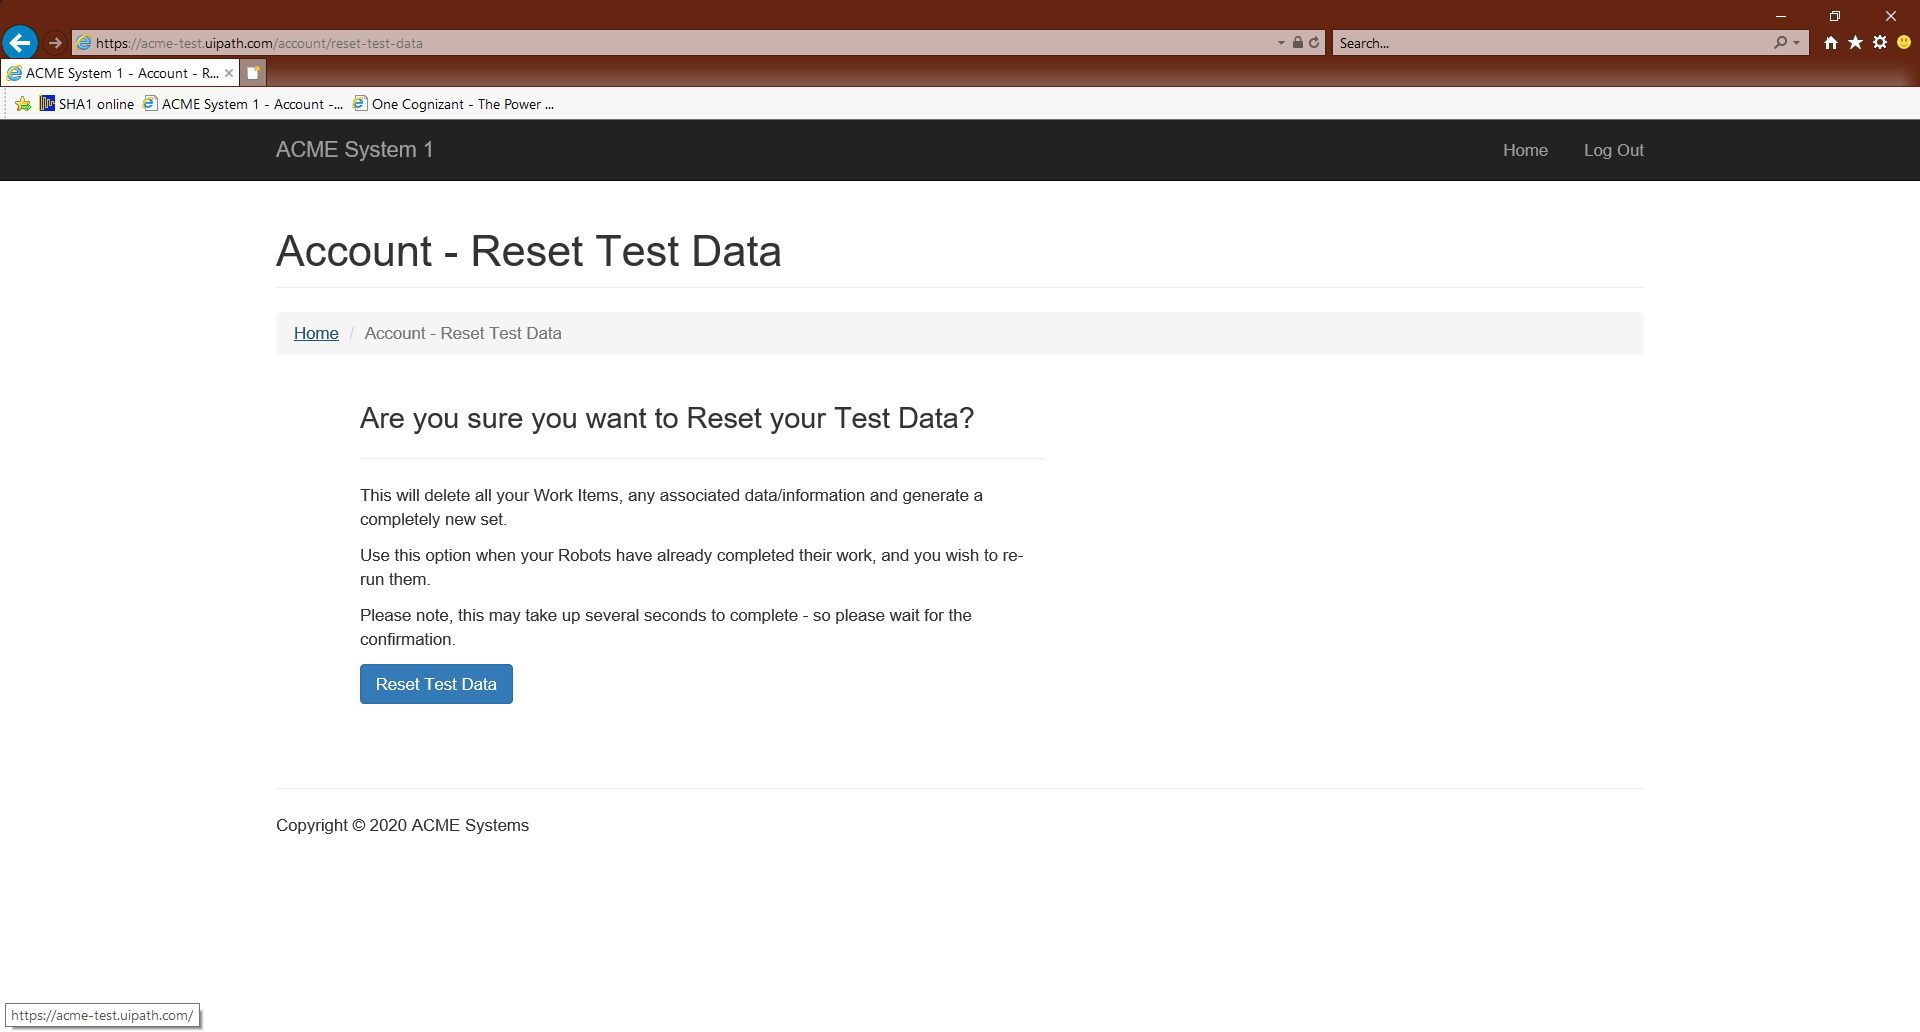 https://acme-test.uipath.com/account/reset-test-data
Search...
ACME System 1 - Account - R...
SHA1 online
ACME System 1 - Account -...
One Cognizant - The Power ...
ACME System 1
Home
Log Out
Account - Reset Test Data
Home / Account - Reset Test Data
Are you sure you want to Reset your Test Data?
This will delete all your Work Items, any associated data/information and generate a
completely new set.
Use this option when your Robots have already completed their work, and you wish to re-
run them.
Please note, this may take up several seconds to complete - so please wait for the
confirmation.
Reset Test Data
Copyright © 2020 ACME Systems
https://acme-test.uipath.com/